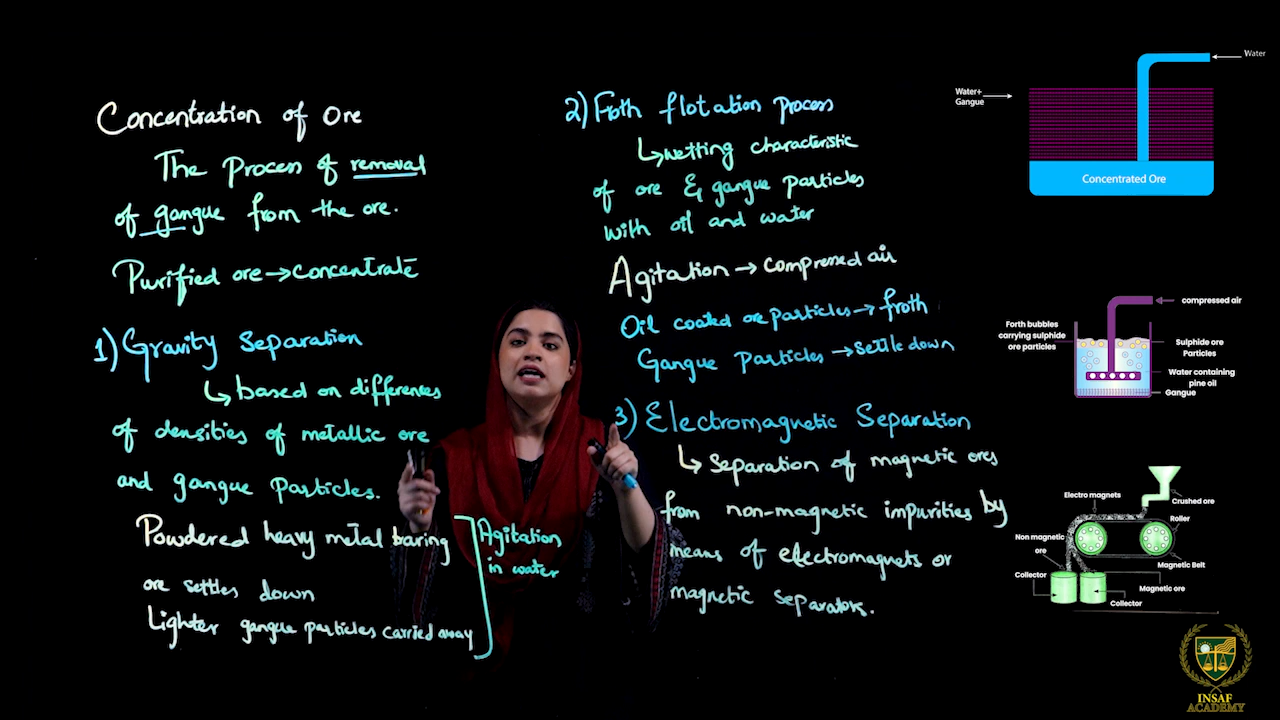 Concentration of Ore
The Process of removal
of gangue from the ore.
Purified ore → Concentrate
1) Gravity Separation
↳ based on differences
of densities of metallic ore
and gangue particles.
Powdered heavy metal baring
ore settles down
Lighter gangue particles carried away
Agitation
in water
2) Froth flotation process
↳ wetting characteristic
of ore & gangue particles
with oil and water
Agitation → compressed air
Oil coated ore particles → froth
Gangue Particles → settle down
3) Electromagnetic Separation
↳ Separation of magnetic ores
from non-magnetic impurities by
means of electromagnets or
magnetic separators.
Water
Water+
Gangue
Concentrated Ore
compressed air
Forth bubbles
carrying sulphide
ore particles
Sulphide ore
Particles
Water containing
pine oil
Gangue
Electro magnets
Crushed ore
Roller
Non magnetic
ore
Magnetic Belt
Collector
Magnetic ore
Collector
INSAF
ACADEMY